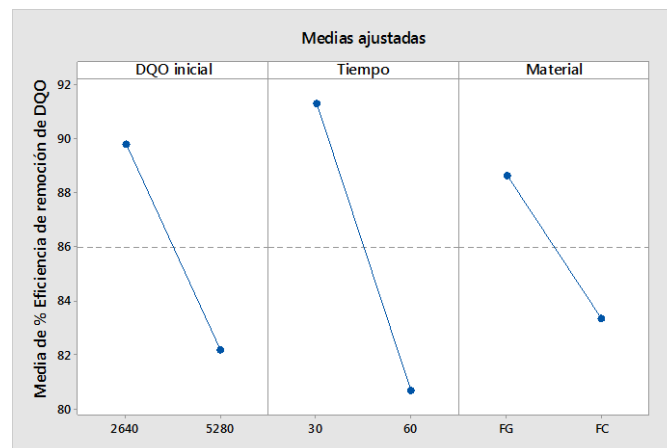 Medias ajustadas
DQO inicial Tiempo Material
Media de % Eficiencia de remoción de DQO
92
90
88
86
84
82
80
2640 5280 30 60 FG FC